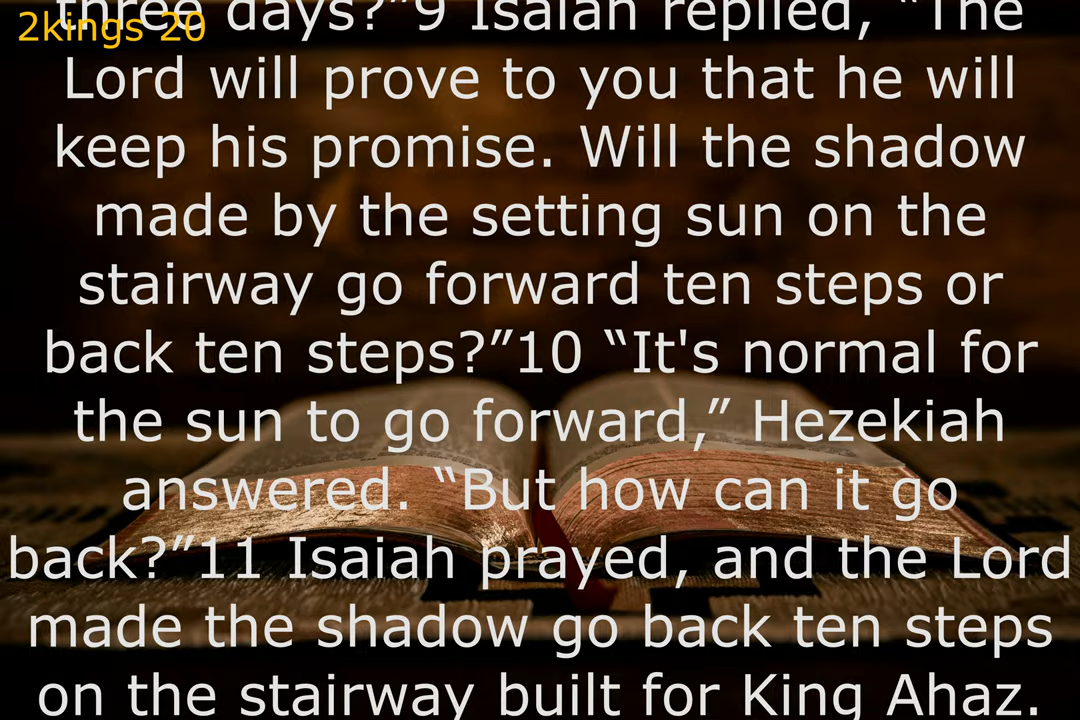 2kings 20
three days?”9 Isaiah replied, “The
Lord will prove to you that he will
keep his promise. Will the shadow
made by the setting sun on the
stairway go forward ten steps or
back ten steps?”10 “It's normal for
the sun to go forward,” Hezekiah
answered. “But how can it go
back?”11 Isaiah prayed, and the Lord
made the shadow go back ten steps
on the stairway built for King Ahaz.